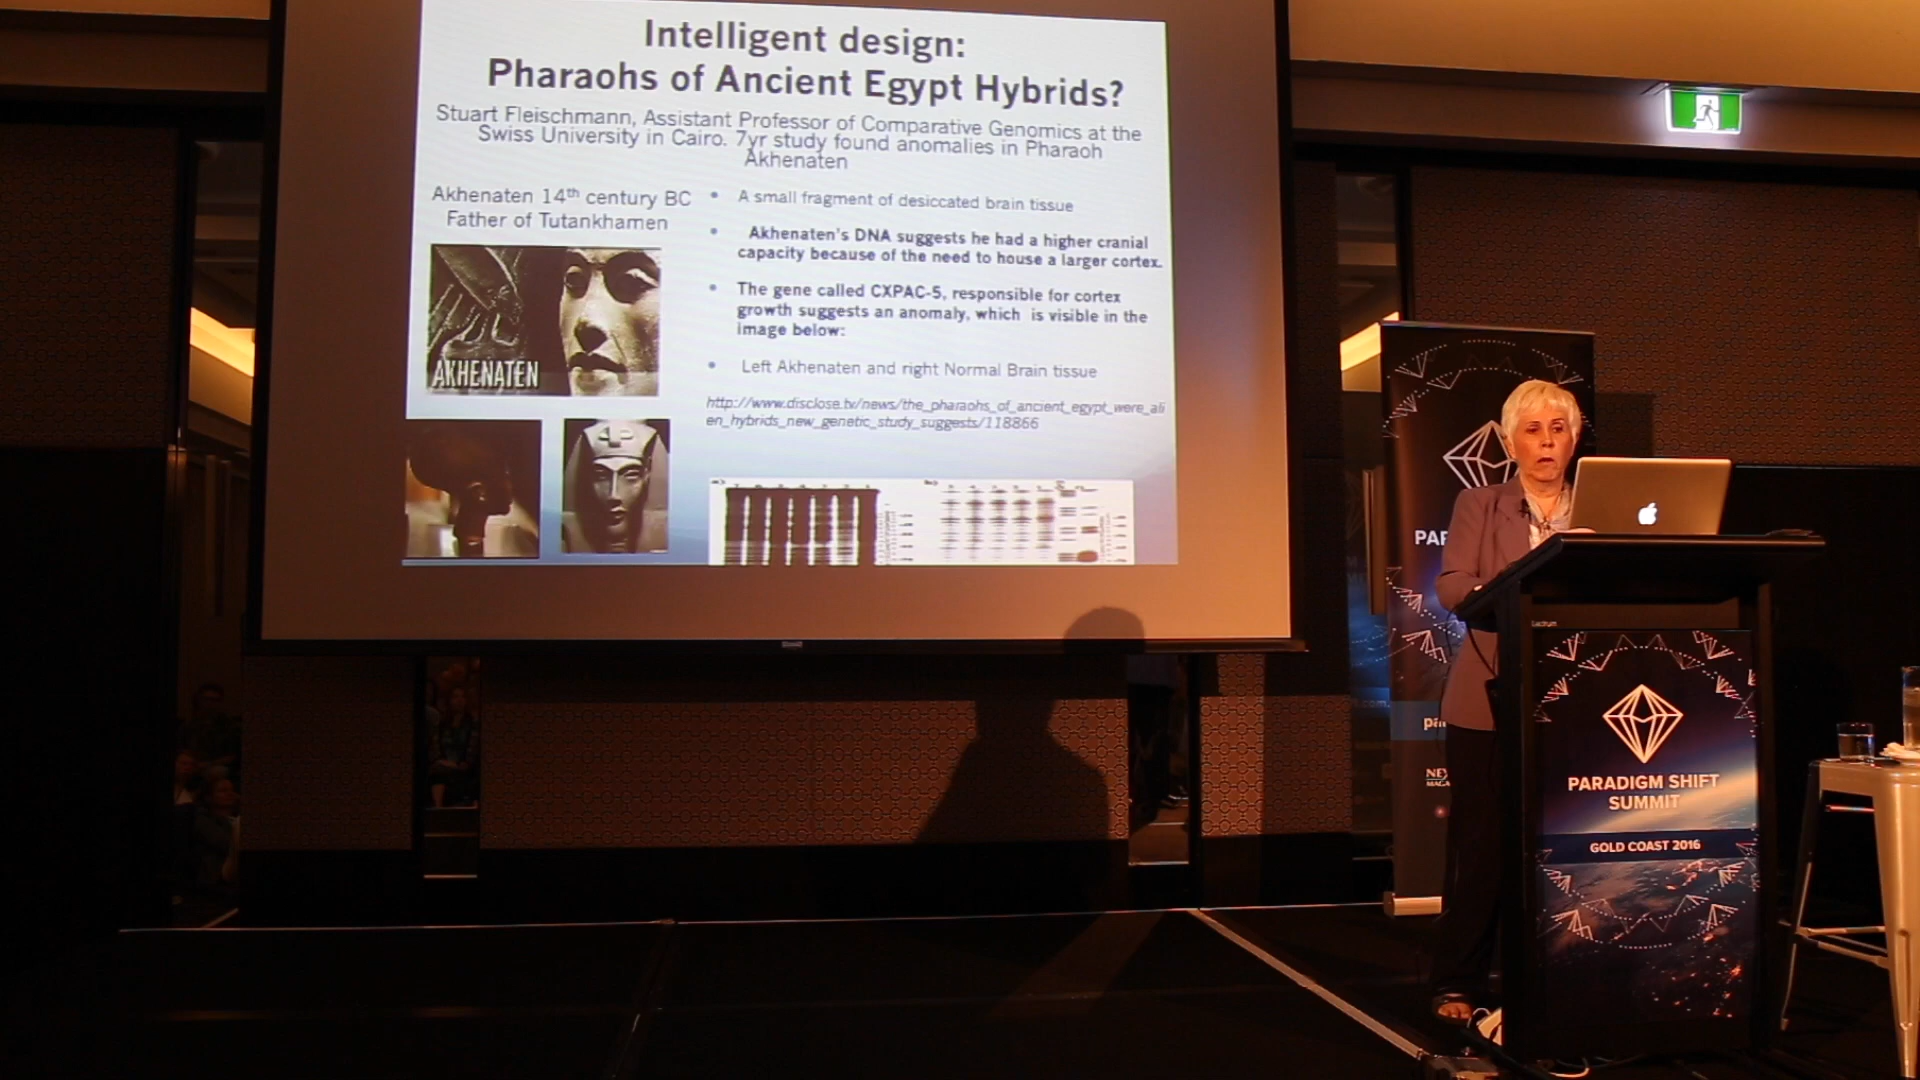 Intelligent design:
Pharaohs of Ancient Egypt Hybrids?
Stuart Fleischmann, Assistant Professor of Comparative Genomics at the
Swiss University in Cairo. 7yr study found anomalies in Pharaoh
Akhenaten
Akhenaten 14th century BC
Father of Tutankhamen
AKHENATEN
• A small fragment of desiccated brain tissue
• Akhenaten's DNA suggests he had a higher cranial
capacity because of the need to house a larger cortex.
• The gene called CXPAC-5, responsible for cortex
growth suggests an anomaly, which is visible in the
image below:
• Left Akhenaten and right Normal Brain tissue
http://www.disclose.tv/news/the_pharaohs_of_ancient_egypt_were_ali
en_hybrids_new_genetic_study_suggests/118866
PAR
NEX
MAGA
Lectrum
PARADIGM SHIFT
SUMMIT
GOLD COAST 2016